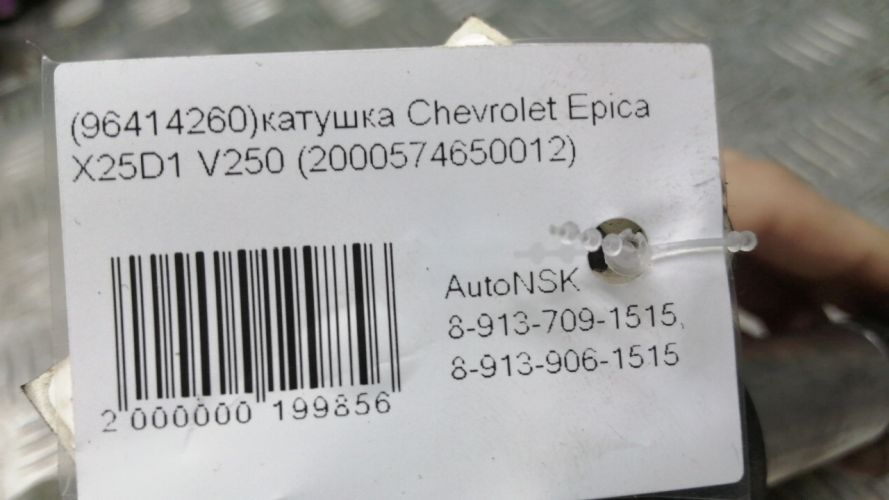 (96414260)катушка Chevrolet Epica
X25D1 V250 (2000574650012)
AutoNSK
8-913-709-1515,
8-913-906-1515
2 000000 199856